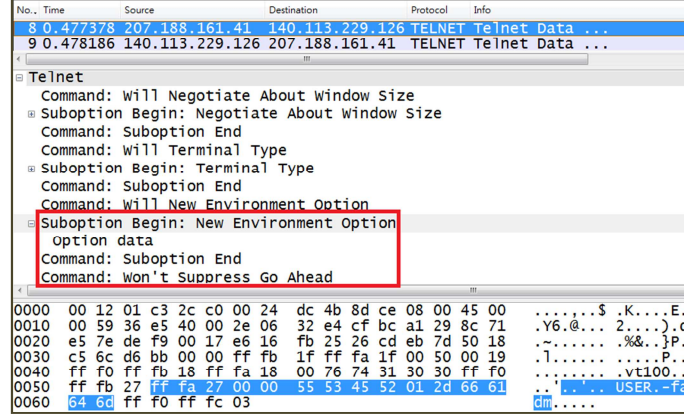 No.. Time Source Destination Protocol Info
8 0.477378 207.188.161.41 140.113.229.126 TELNET Telnet Data ...
9 0.478186 140.113.229.126 207.188.161.41 TELNET Telnet Data ...
Telnet
Command: Will Negotiate About Window Size
Suboption Begin: Negotiate About Window Size
Command: Suboption End
Command: Will Terminal Type
Suboption Begin: Terminal Type
Command: Suboption End
Command: Will New Environment Option
Suboption Begin: New Environment Option
Option data
Command: Suboption End
Command: Won't Suppress Go Ahead
0000 00 12 01 c3 2c c0 00 24 dc 4b 8d ce 08 00 45 00 ....,..$ .K....E.
0010 00 59 36 e5 40 00 2e 06 32 e4 cf bc a1 29 8c 71 .Y6.@... 2....).q
0020 e5 7e de f9 00 17 e6 16 fb 25 26 cd eb 7d 50 18 .~...... .%&..}P.
0030 c5 6c d6 bb 00 00 ff fb 1f ff fa 1f 00 50 00 19 .l...... .....P..
0040 ff f0 ff fb 18 ff fa 18 00 76 74 31 30 30 ff f0 ........ .vt100..
0050 ff fb 27 ff fa 27 00 00 55 53 45 52 01 2d 66 61 ..'..'.. USER.-fa
0060 64 6d ff f0 ff fc 03 dm.....